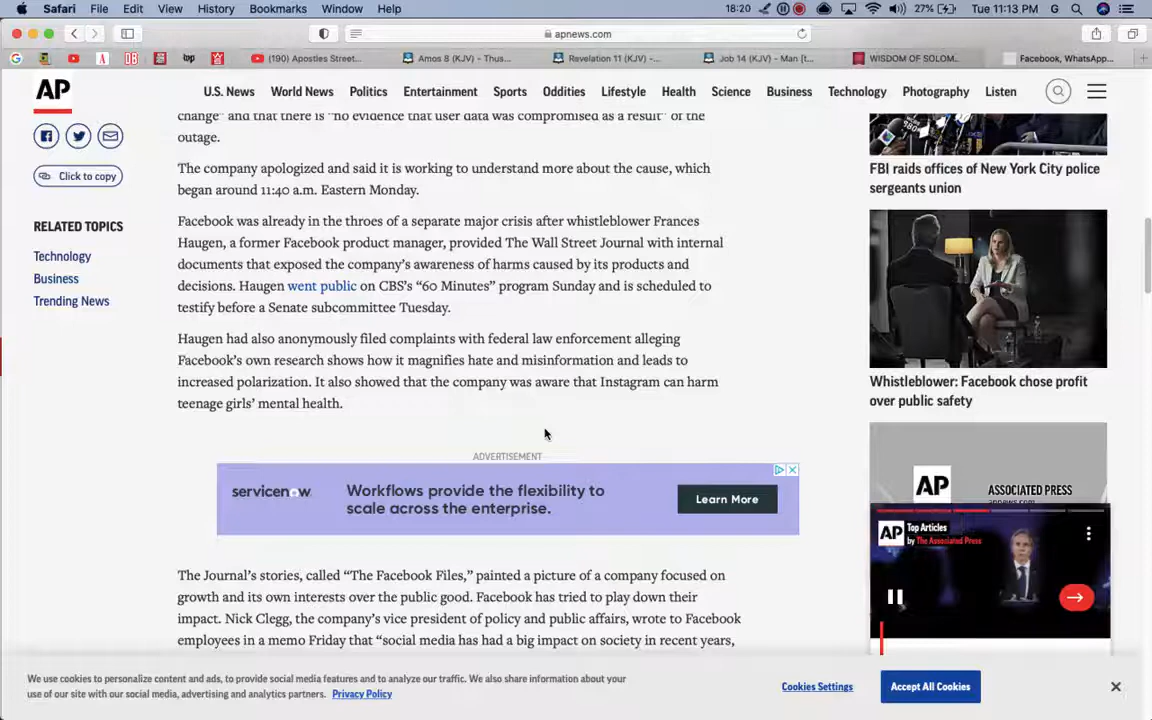 Safari File Edit View History Bookmarks Window Help 18:20 27% Tue 11:13 PM G
apnews.com
(190) Apostles Street... Amos 8 (KJV) - Thus... Revelation 11 (KJV) -... Job 14 (KJV) - Man [t... WISDOM OF SOLOM... Facebook, WhatsApp...
AP U.S. News World News Politics Entertainment Sports Oddities Lifestyle Health Science Business Technology Photography Listen
change" and that there is "no evidence that user data was compromised as a result" of the
outage.
The company apologized and said it is working to understand more about the cause, which
began around 11:40 a.m. Eastern Monday.
Facebook was already in the throes of a separate major crisis after whistleblower Frances
Haugen, a former Facebook product manager, provided The Wall Street Journal with internal
documents that exposed the company's awareness of harms caused by its products and
decisions. Haugen went public on CBS's "60 Minutes" program Sunday and is scheduled to
testify before a Senate subcommittee Tuesday.
Haugen had also anonymously filed complaints with federal law enforcement alleging
Facebook's own research shows how it magnifies hate and misinformation and leads to
increased polarization. It also showed that the company was aware that Instagram can harm
teenage girls' mental health.
ADVERTISEMENT
servicenow.
Workflows provide the flexibility to
scale across the enterprise.
Learn More
The Journal's stories, called "The Facebook Files," painted a picture of a company focused on
growth and its own interests over the public good. Facebook has tried to play down their
impact. Nick Clegg, the company's vice president of policy and public affairs, wrote to Facebook
employees in a memo Friday that "social media has had a big impact on society in recent years,
Click to copy
RELATED TOPICS
Technology
Business
Trending News
FBI raids offices of New York City police
sergeants union
Whistleblower: Facebook chose profit
over public safety
AP ASSOCIATED PRESS
apnews.com
AP Top Articles
by The Associated Press
We use cookies to personalize content and ads, to provide social media features and to analyze our traffic. We also share information about your
use of our site with our social media, advertising and analytics partners. Privacy Policy
Cookies Settings
Accept All Cookies